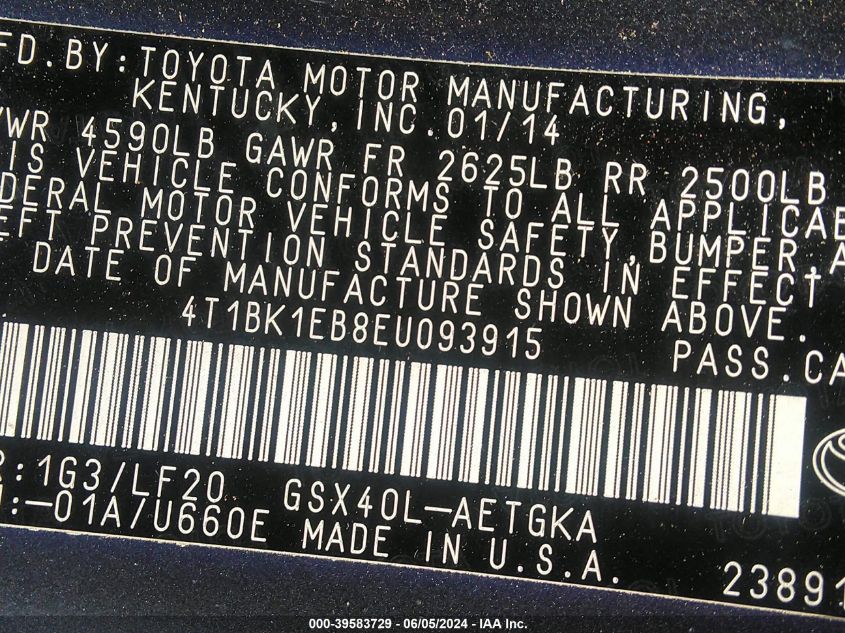 FD. BY: TOYOTA MOTOR MANUFACTURING,
KENTUCKY, INC. 01/14
VWR 4590LB GAWR FR 2625LB RR 2500LB
IS VEHICLE CONFORMS TO ALL APPLICAB
DERAL MOTOR VEHICLE SAFETY, BUMPER, A
EFT PREVENTION STANDARDS IN EFFECT
E DATE OF MANUFACTURE SHOWN ABOVE.
4T1BK1EB8EU093915 PASS. CA
R: 1G3/LF20 GSX40L-AETGKA
:-01A/U660E MADE IN U.S.A. 23891
000-39583729 - 06/05/2024 - IAA Inc.